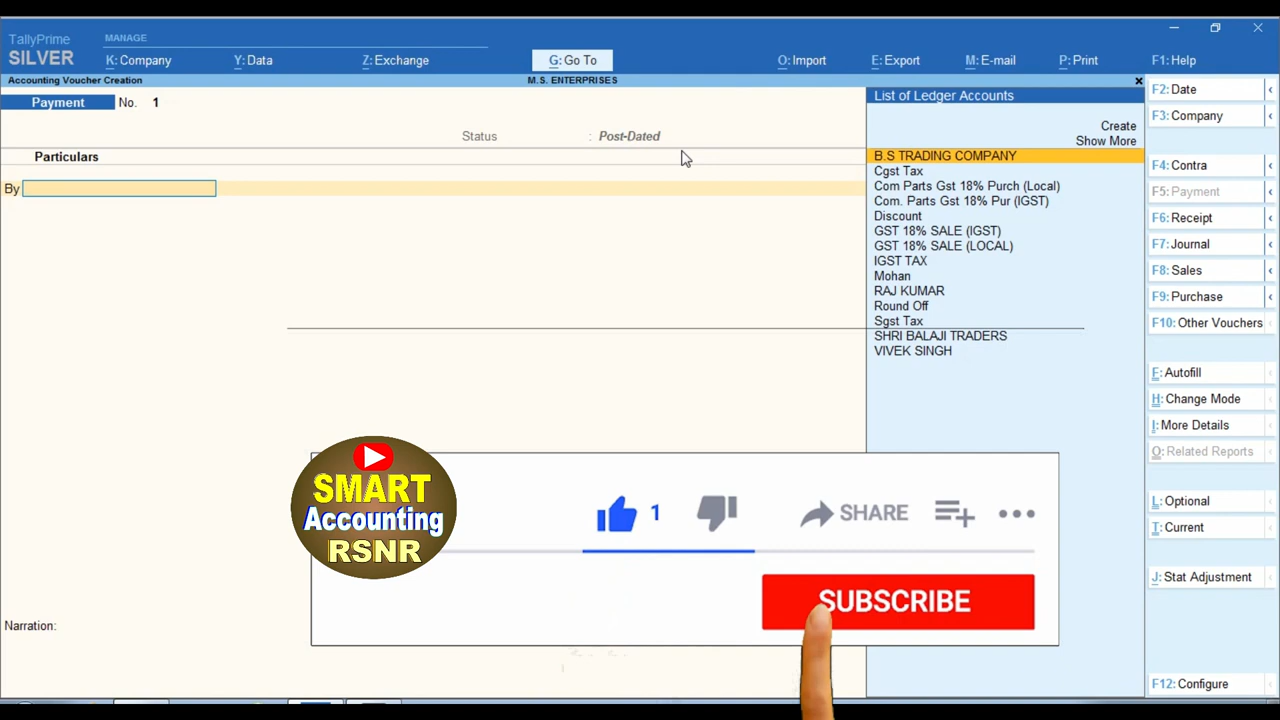 TallyPrime
SILVER
MANAGE
K: Company
Y: Data
Z: Exchange
G: Go To
O: Import
E: Export
M: E-mail
P: Print
F1: Help
Accounting Voucher Creation
M.S. ENTERPRISES
Payment No. 1
Status : Post-Dated
Particulars
By
List of Ledger Accounts
Create
Show More
B.S TRADING COMPANY
Cgst Tax
Com Parts Gst 18% Purch (Local)
Com. Parts Gst 18% Pur (IGST)
Discount
GST 18% SALE (IGST)
GST 18% SALE (LOCAL)
IGST TAX
Mohan
RAJ KUMAR
Round Off
Sgst Tax
SHRI BALAJI TRADERS
VIVEK SINGH
F2: Date
F3: Company
F4: Contra
F5: Payment
F6: Receipt
F7: Journal
F8: Sales
F9: Purchase
F10: Other Vouchers
F: Autofill
H: Change Mode
I: More Details
O: Related Reports
L: Optional
T: Current
J: Stat Adjustment
F12: Configure
SMART
Accounting
RSNR
1
SHARE
SUBSCRIBE
Narration: